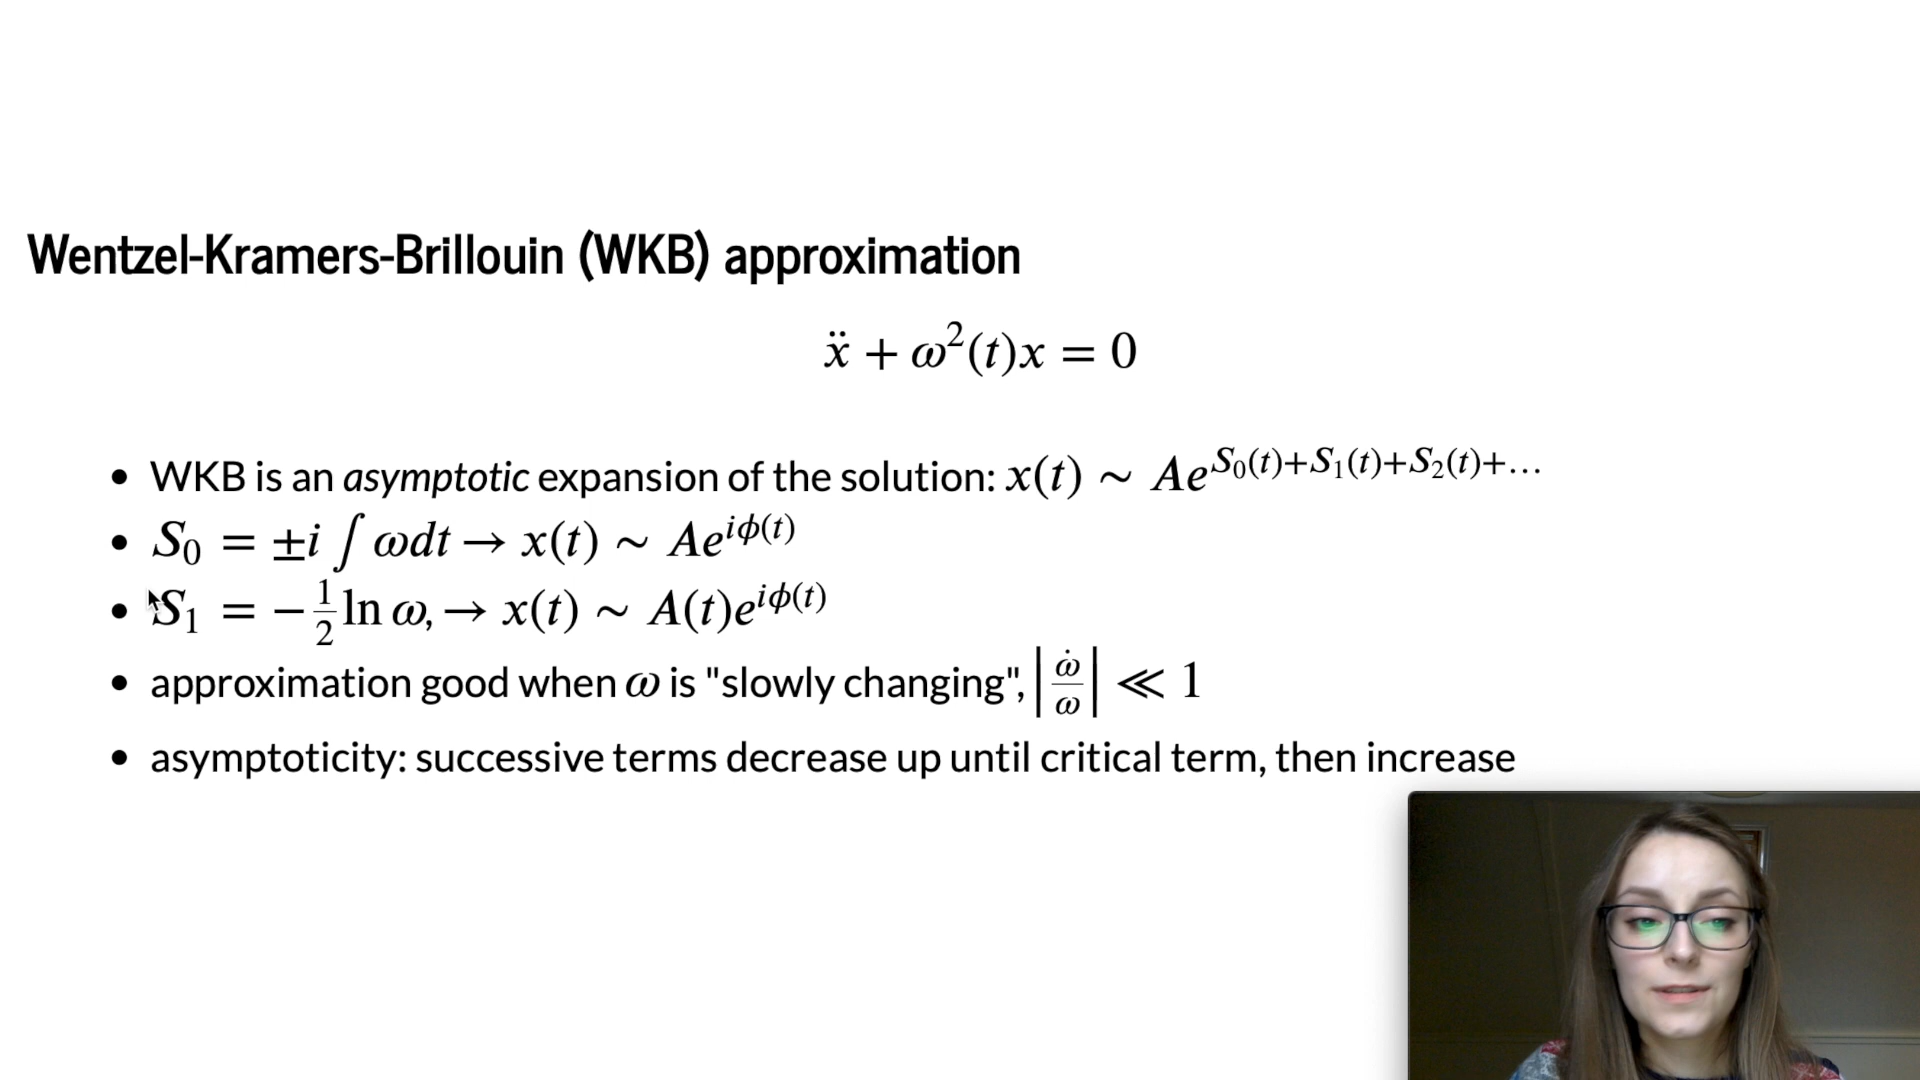 Wentzel-Kramers-Brillouin (WKB) approximation
ẍ + ω²(t)x = 0
• WKB is an asymptotic expansion of the solution: x(t) ∼ Ae^{S₀(t)+S₁(t)+S₂(t)+…}
• S₀ = ±i ∫ ωdt → x(t) ∼ Ae^{iϕ(t)}
• S₁ = −½ ln ω, → x(t) ∼ A(t)e^{iϕ(t)}
• approximation good when ω is "slowly changing", |ω̇/ω| ≪ 1
• asymptoticity: successive terms decrease up until critical term, then increase